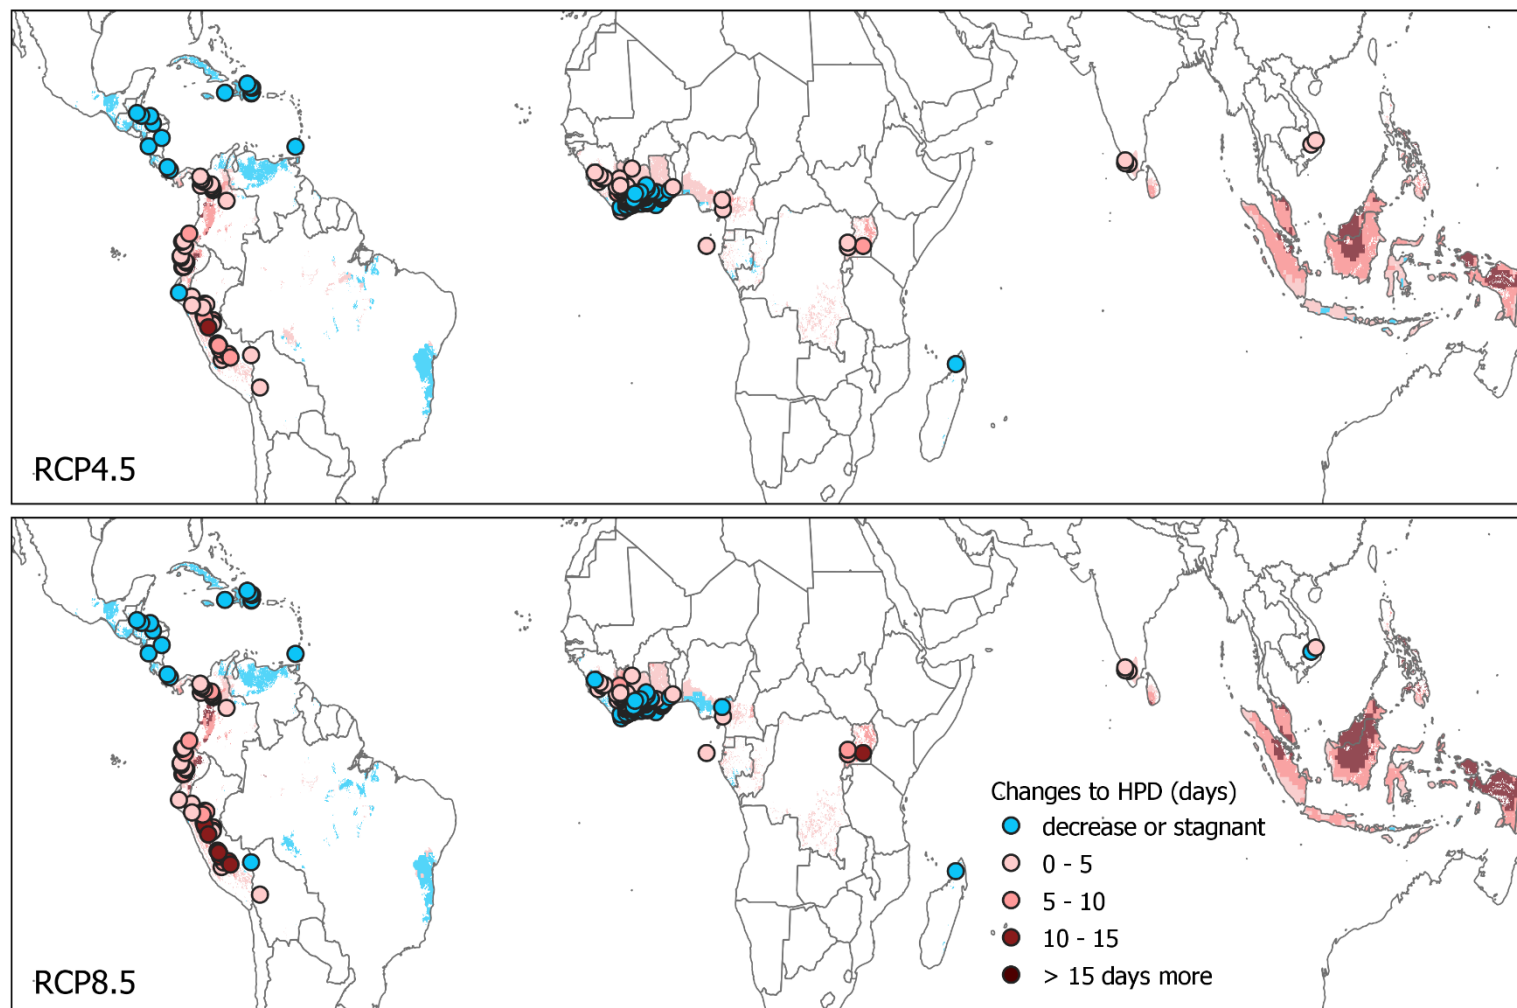 RCP4.5
Changes to HPD (days)
decrease or stagnant
0 - 5
5 - 10
10 - 15
> 15 days more
RCP8.5